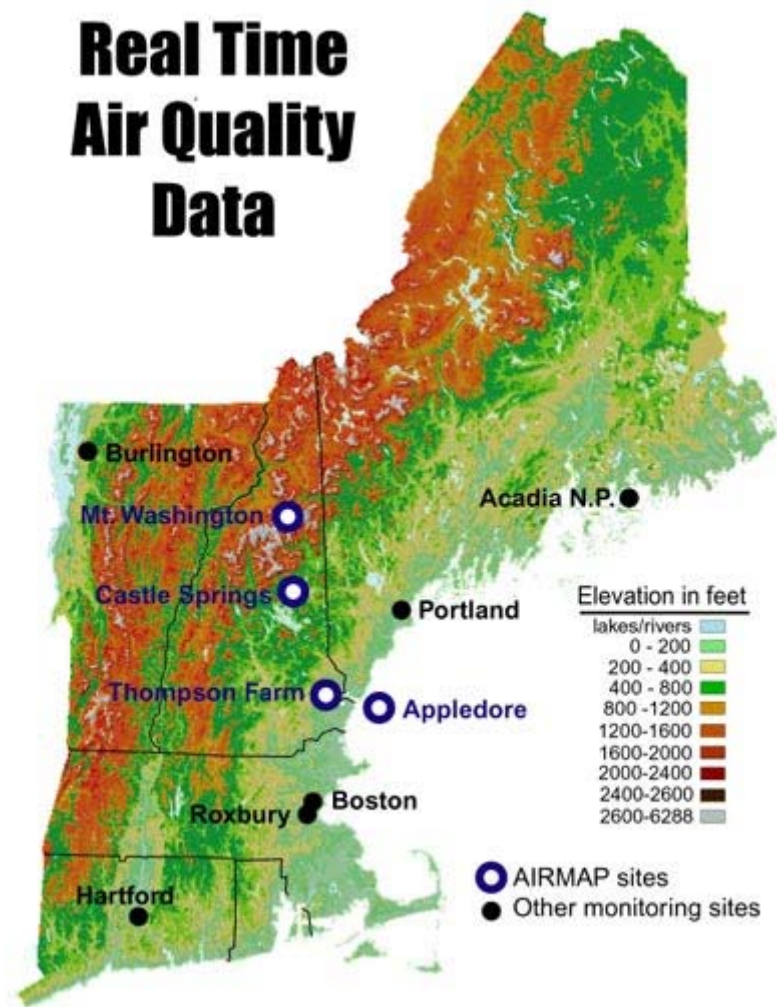 Real Time
Air Quality
Data
Burlington
Mt. Washington
Acadia N.P.
Castle Springs
Portland
Thompson Farm
Appledore
Boston
Roxbury
Hartford
Elevation in feet
lakes/rivers
0 - 200
200 - 400
400 - 800
800 -1200
1200-1600
1600-2000
2000-2400
2400-2600
2600-6288
AIRMAP sites
Other monitoring sites